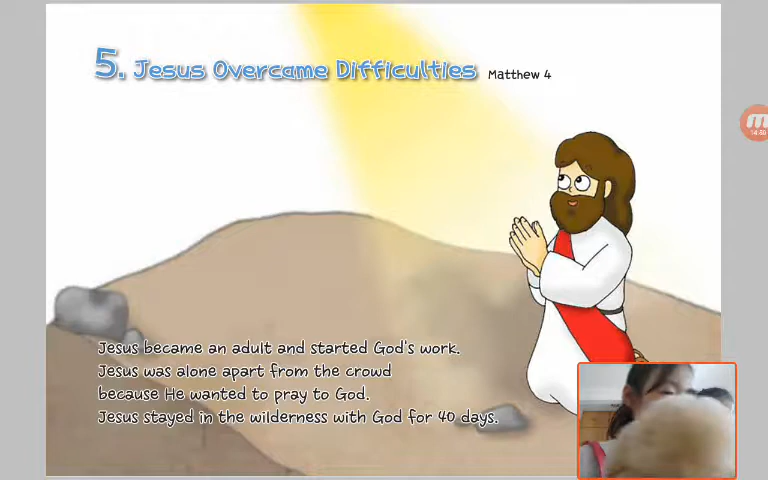 5. Jesus Overcame Difficulties Matthew 4
Jesus became an adult and started God's work.
Jesus was alone apart from the crowd
because He wanted to pray to God.
Jesus stayed in the wilderness with God for 40 days.